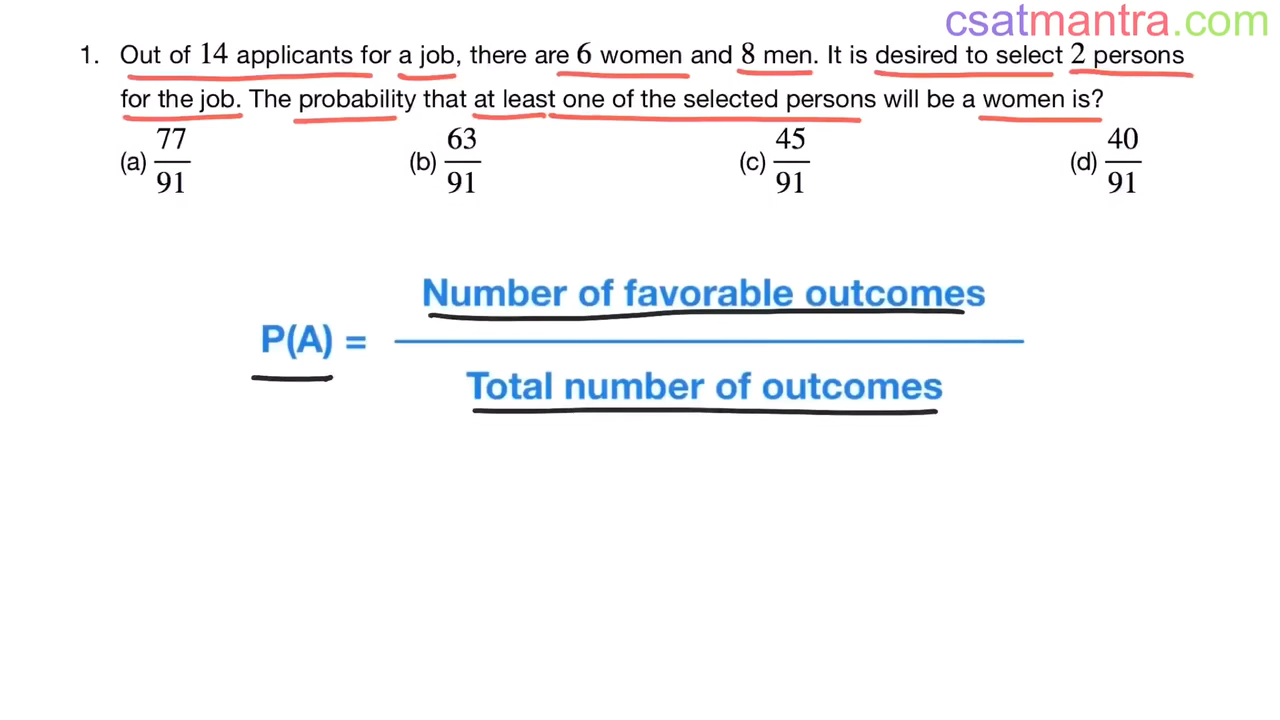 csatmantra.com
1. Out of 14 applicants for a job, there are 6 women and 8 men. It is desired to select 2 persons
for the job. The probability that at least one of the selected persons will be a women is?
(a) 77/91 (b) 63/91 (c) 45/91 (d) 40/91
Number of favorable outcomes
P(A) =
Total number of outcomes